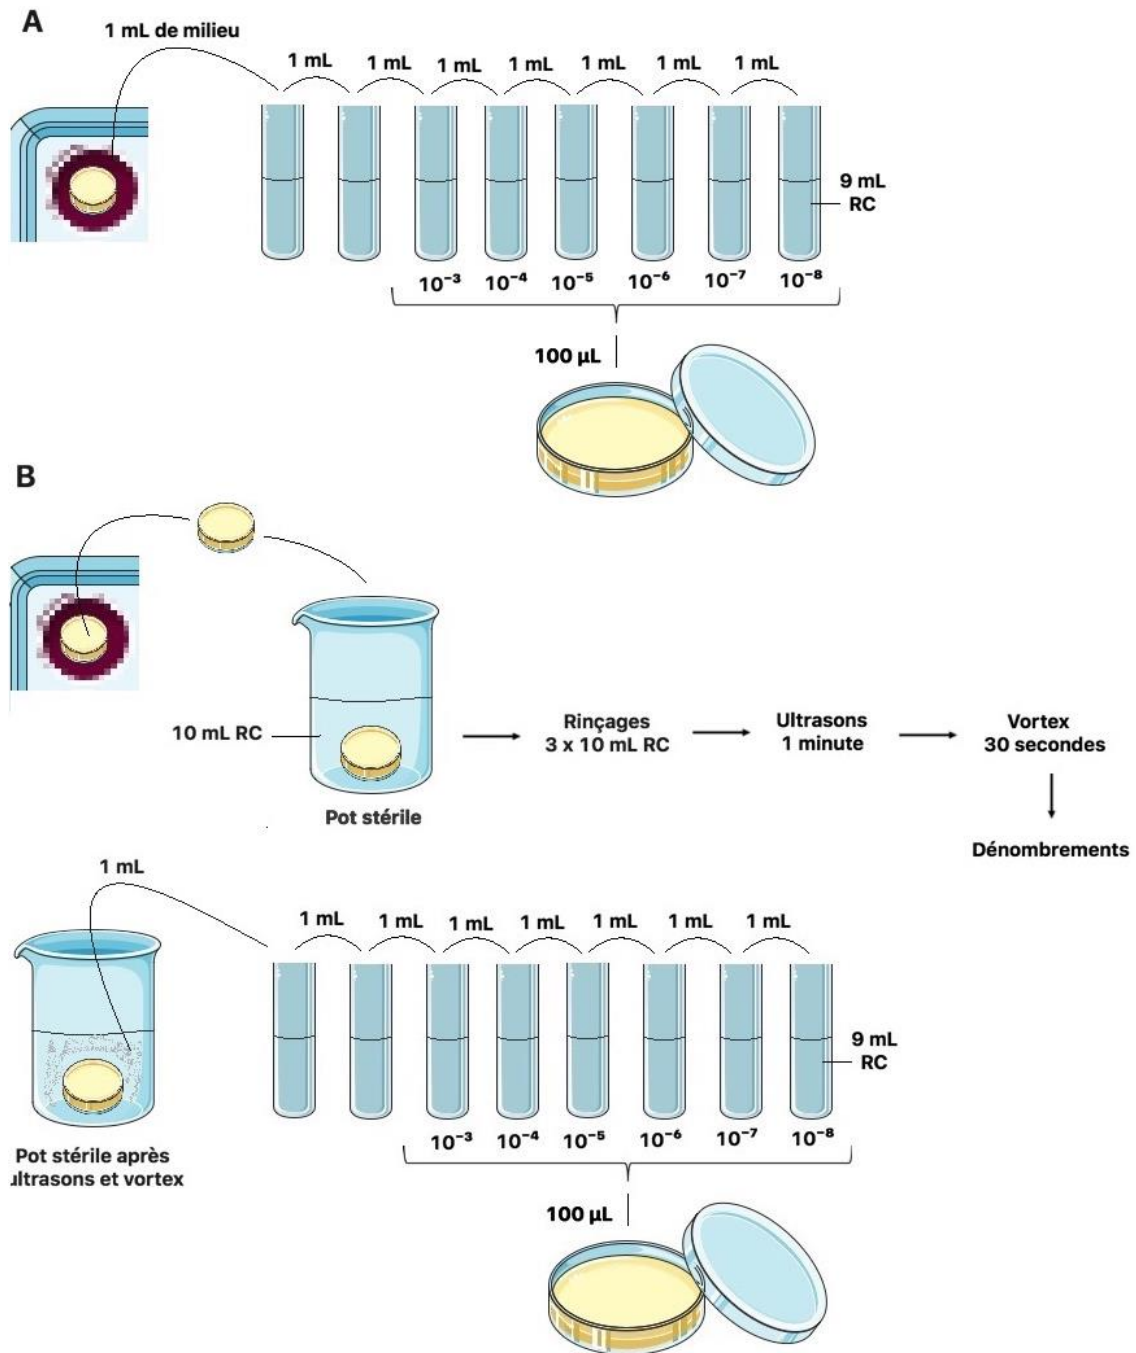 A
1 mL de milieu
1 mL 1 mL 1 mL 1 mL 1 mL 1 mL 1 mL
9 mL
RC
10⁻³ 10⁻⁴ 10⁻⁵ 10⁻⁶ 10⁻⁷ 10⁻⁸
100 µL
B
10 mL RC
Pot stérile
Rinçages
3 x 10 mL RC
Ultrasons
1 minute
Vortex
30 secondes
Dénombrements
1 mL
1 mL 1 mL 1 mL 1 mL 1 mL 1 mL 1 mL
9 mL
RC
Pot stérile après
ultrasons et vortex
10⁻³ 10⁻⁴ 10⁻⁵ 10⁻⁶ 10⁻⁷ 10⁻⁸
100 µL